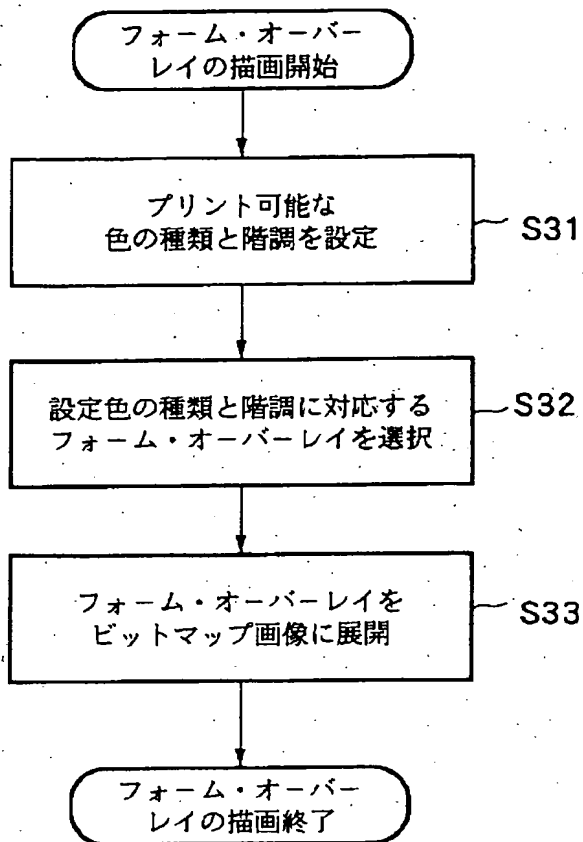 フォーム・オーバー
レイの描画開始
プリント可能な
色の種類と階調を設定
S31
設定色の種類と階調に対応する
フォーム・オーバーレイを選択
S32
フォーム・オーバーレイを
ビットマップ画像に展開
S33
フォーム・オーバー
レイの描画終了